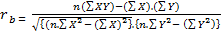 r_b = n(∑XY)−(∑X).(∑Y) / √{(n.∑X²−(∑X)²}.{n.∑Y²−(∑Y²)}